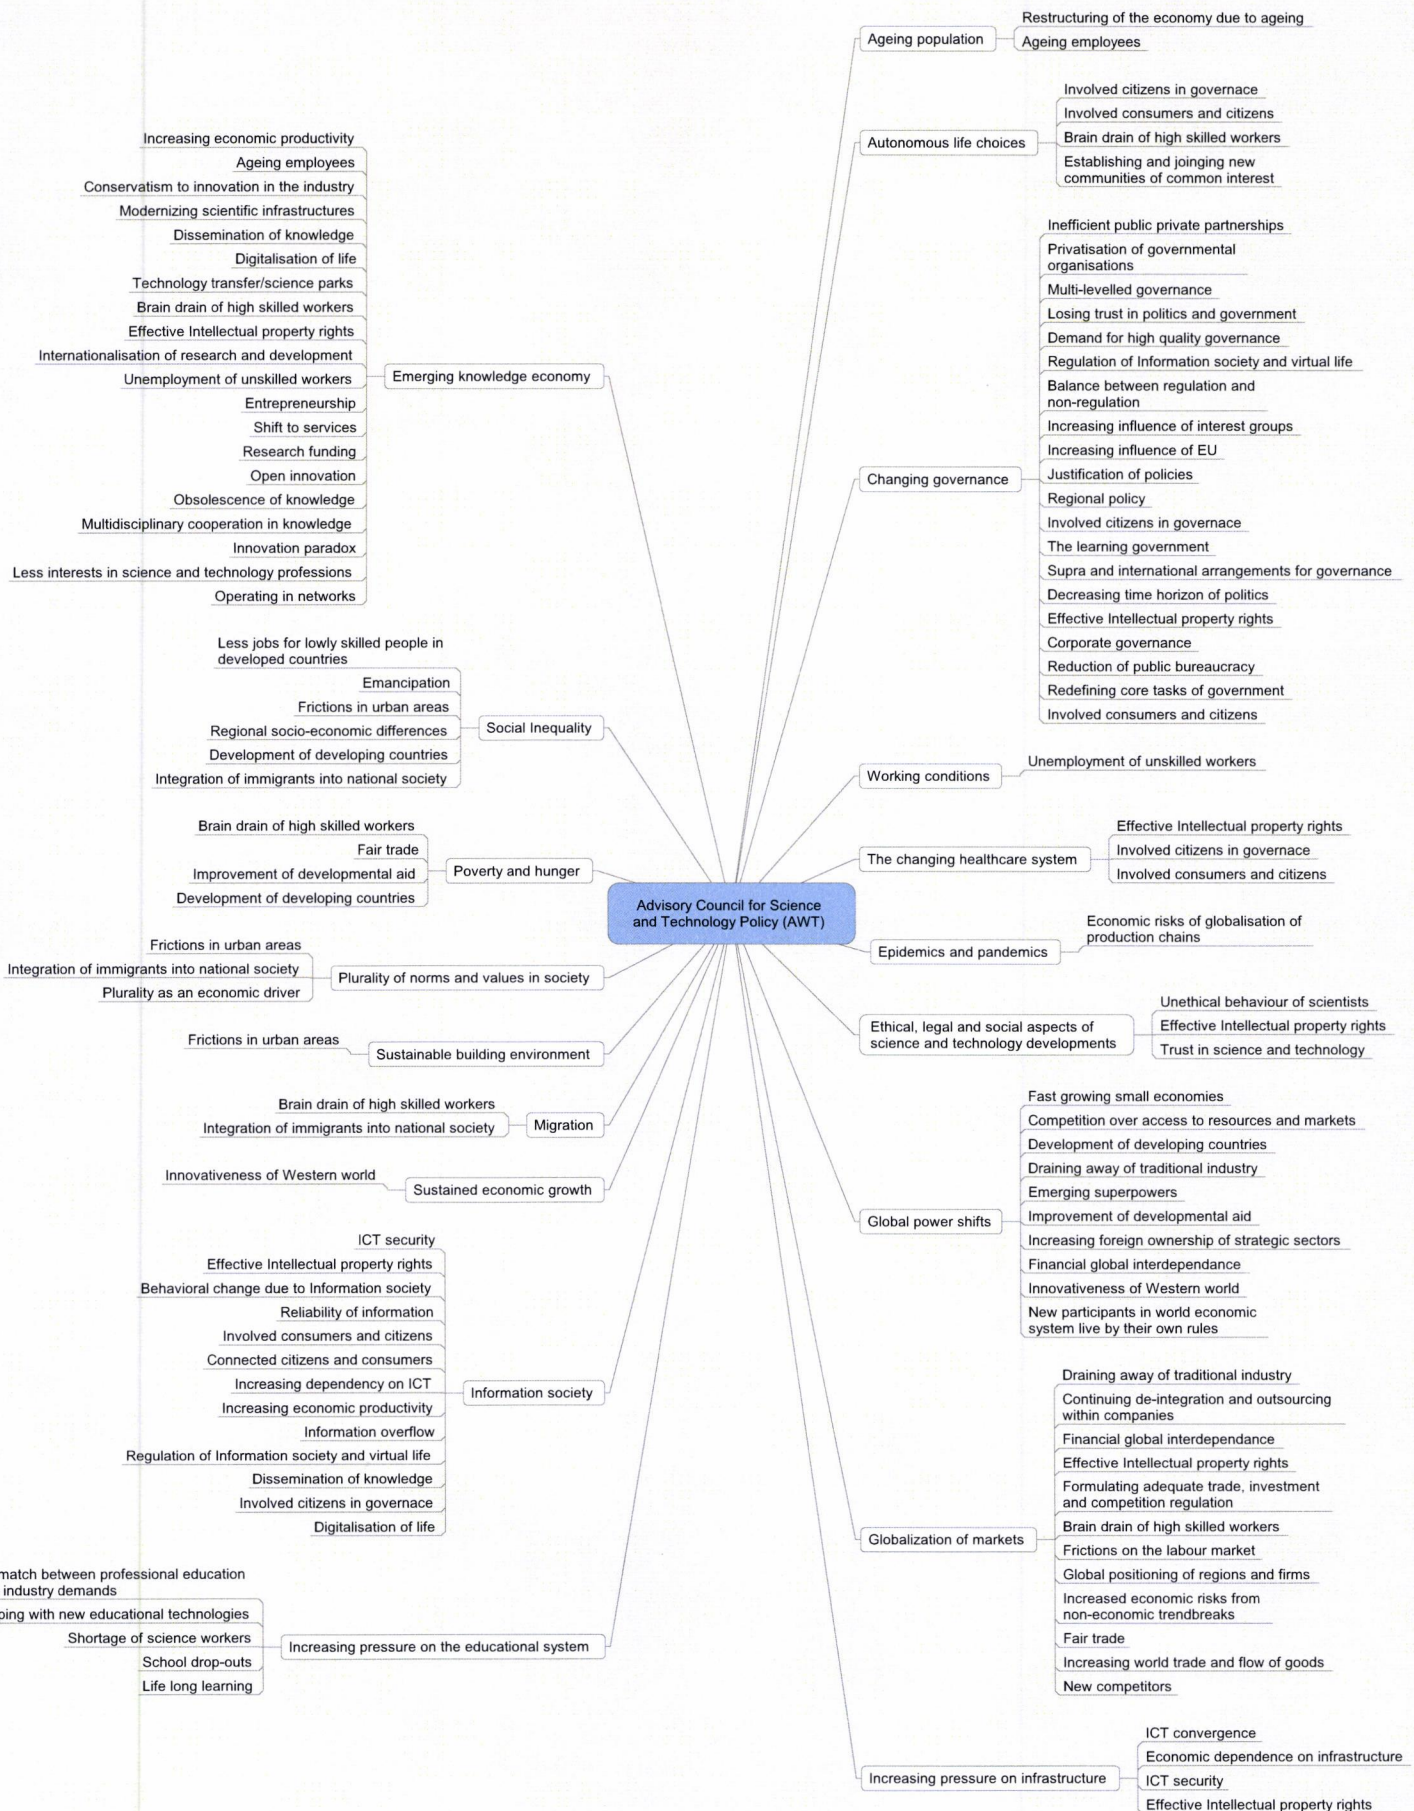 Advisory Council for Science
and Technology Policy (AWT)
Ageing population
Restructuring of the economy due to ageing
Ageing employees
Autonomous life choices
Involved citizens in governace
Involved consumers and citizens
Brain drain of high skilled workers
Establishing and joinging new
communities of common interest
Changing governance
Inefficient public private partnerships
Privatisation of governmental
organisations
Multi-levelled governance
Losing trust in politics and government
Demand for high quality governance
Regulation of Information society and virtual life
Balance between regulation and
non-regulation
Increasing influence of interest groups
Increasing influence of EU
Justification of policies
Regional policy
Involved citizens in governace
The learning government
Supra and international arrangements for governance
Decreasing time horizon of politics
Effective Intellectual property rights
Corporate governance
Reduction of public bureaucracy
Redefining core tasks of government
Involved consumers and citizens
Working conditions
Unemployment of unskilled workers
The changing healthcare system
Effective Intellectual property rights
Involved citizens in governace
Involved consumers and citizens
Epidemics and pandemics
Economic risks of globalisation of
production chains
Ethical, legal and social aspects of
science and technology developments
Unethical behaviour of scientists
Effective Intellectual property rights
Trust in science and technology
Global power shifts
Fast growing small economies
Competition over access to resources and markets
Development of developing countries
Draining away of traditional industry
Emerging superpowers
Improvement of developmental aid
Increasing foreign ownership of strategic sectors
Financial global interdependance
Innovativeness of Western world
New participants in world economic
system live by their own rules
Globalization of markets
Draining away of traditional industry
Continuing de-integration and outsourcing
within companies
Financial global interdependance
Effective Intellectual property rights
Formulating adequate trade, investment
and competition regulation
Brain drain of high skilled workers
Frictions on the labour market
Global positioning of regions and firms
Increased economic risks from
non-economic trendbreaks
Fair trade
Increasing world trade and flow of goods
New competitors
Increasing pressure on infrastructure
ICT convergence
Economic dependence on infrastructure
ICT security
Effective Intellectual property rights
Emerging knowledge economy
Increasing economic productivity
Ageing employees
Conservatism to innovation in the industry
Modernizing scientific infrastructures
Dissemination of knowledge
Digitalisation of life
Technology transfer/science parks
Brain drain of high skilled workers
Effective Intellectual property rights
Internationalisation of research and development
Unemployment of unskilled workers
Entrepreneurship
Shift to services
Research funding
Open innovation
Obsolescence of knowledge
Multidisciplinary cooperation in knowledge
Innovation paradox
Less interests in science and technology professions
Operating in networks
Social Inequality
Less jobs for lowly skilled people in
developed countries
Emancipation
Frictions in urban areas
Regional socio-economic differences
Development of developing countries
Integration of immigrants into national society
Poverty and hunger
Brain drain of high skilled workers
Fair trade
Improvement of developmental aid
Development of developing countries
Plurality of norms and values in society
Frictions in urban areas
Integration of immigrants into national society
Plurality as an economic driver
Sustainable building environment
Frictions in urban areas
Migration
Brain drain of high skilled workers
Integration of immigrants into national society
Sustained economic growth
Innovativeness of Western world
Information society
ICT security
Effective Intellectual property rights
Behavioral change due to Information society
Reliability of information
Involved consumers and citizens
Connected citizens and consumers
Increasing dependency on ICT
Increasing economic productivity
Information overflow
Regulation of Information society and virtual life
Dissemination of knowledge
Involved citizens in governace
Digitalisation of life
Increasing pressure on the educational system
match between professional education
industry demands
ping with new educational technologies
Shortage of science workers
School drop-outs
Life long learning